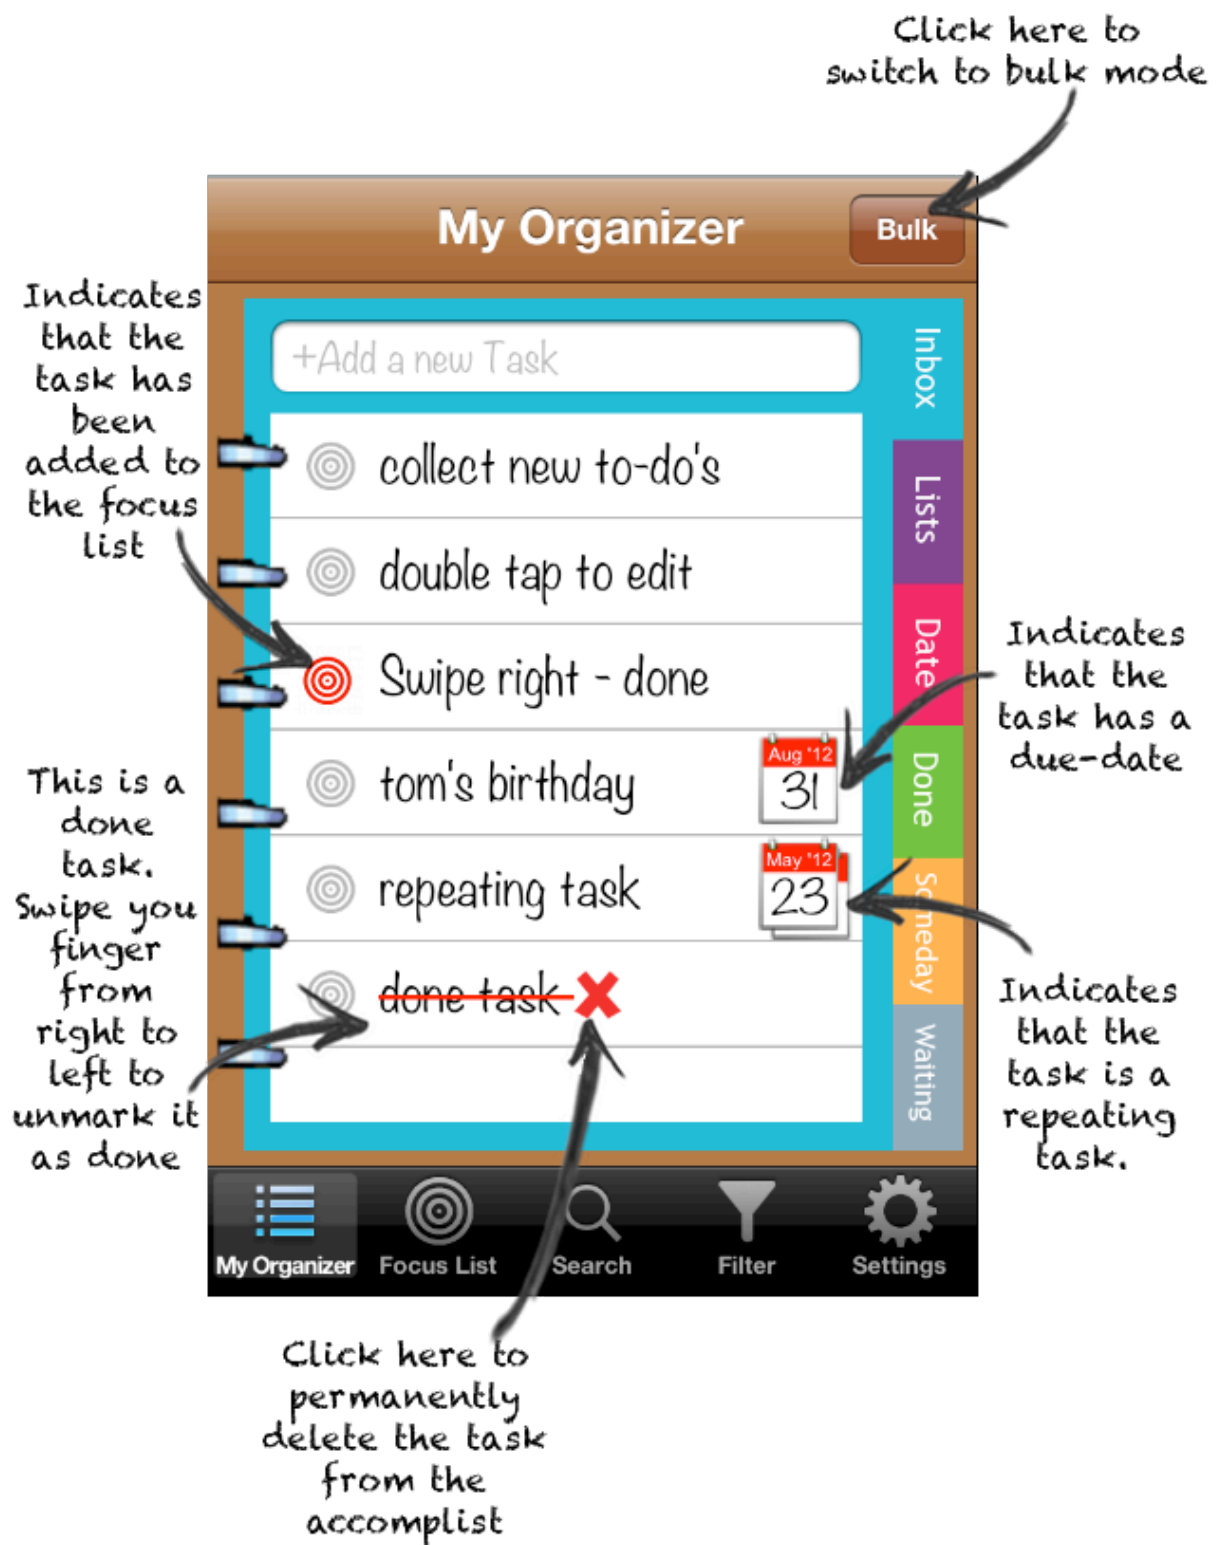 Click here to
switch to bulk mode
My Organizer
Bulk
Indicates
that the
task has
been
added to
the focus
list
+Add a new Task
collect new to-do's
double tap to edit
Swipe right - done
tom's birthday
Aug '12
31
repeating task
May '12
23
done task
Inbox
Lists
Date
Done
Someday
Waiting
Indicates
that the
task has a
due-date
This is a
done
task.
Swipe you
finger
from
right to
left to
unmark it
as done
Indicates
that the
task is a
repeating
task.
My Organizer
Focus List
Search
Filter
Settings
Click here to
permanently
delete the task
from the
accomplist